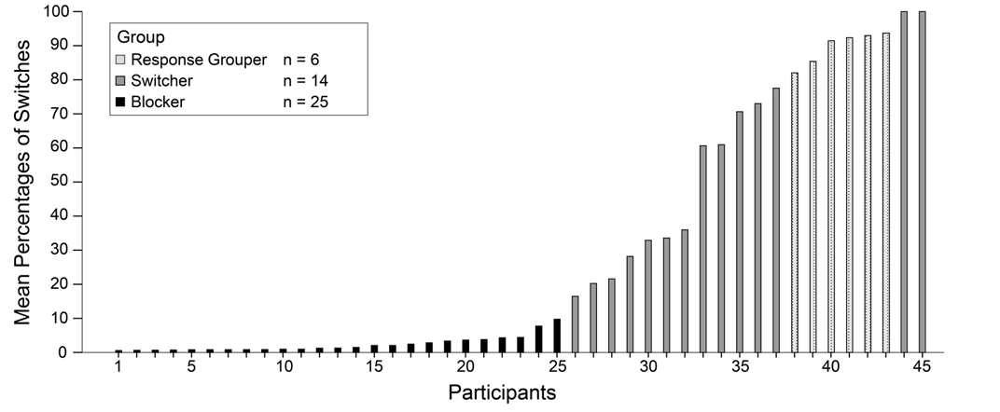 Mean Percentages of Switches
100
90
80
70
60
50
40
30
20
10
0
Group
Response Grouper n = 6
Switcher n = 14
Blocker n = 25
1 5 10 15 20 25 30 35 40 45
Participants